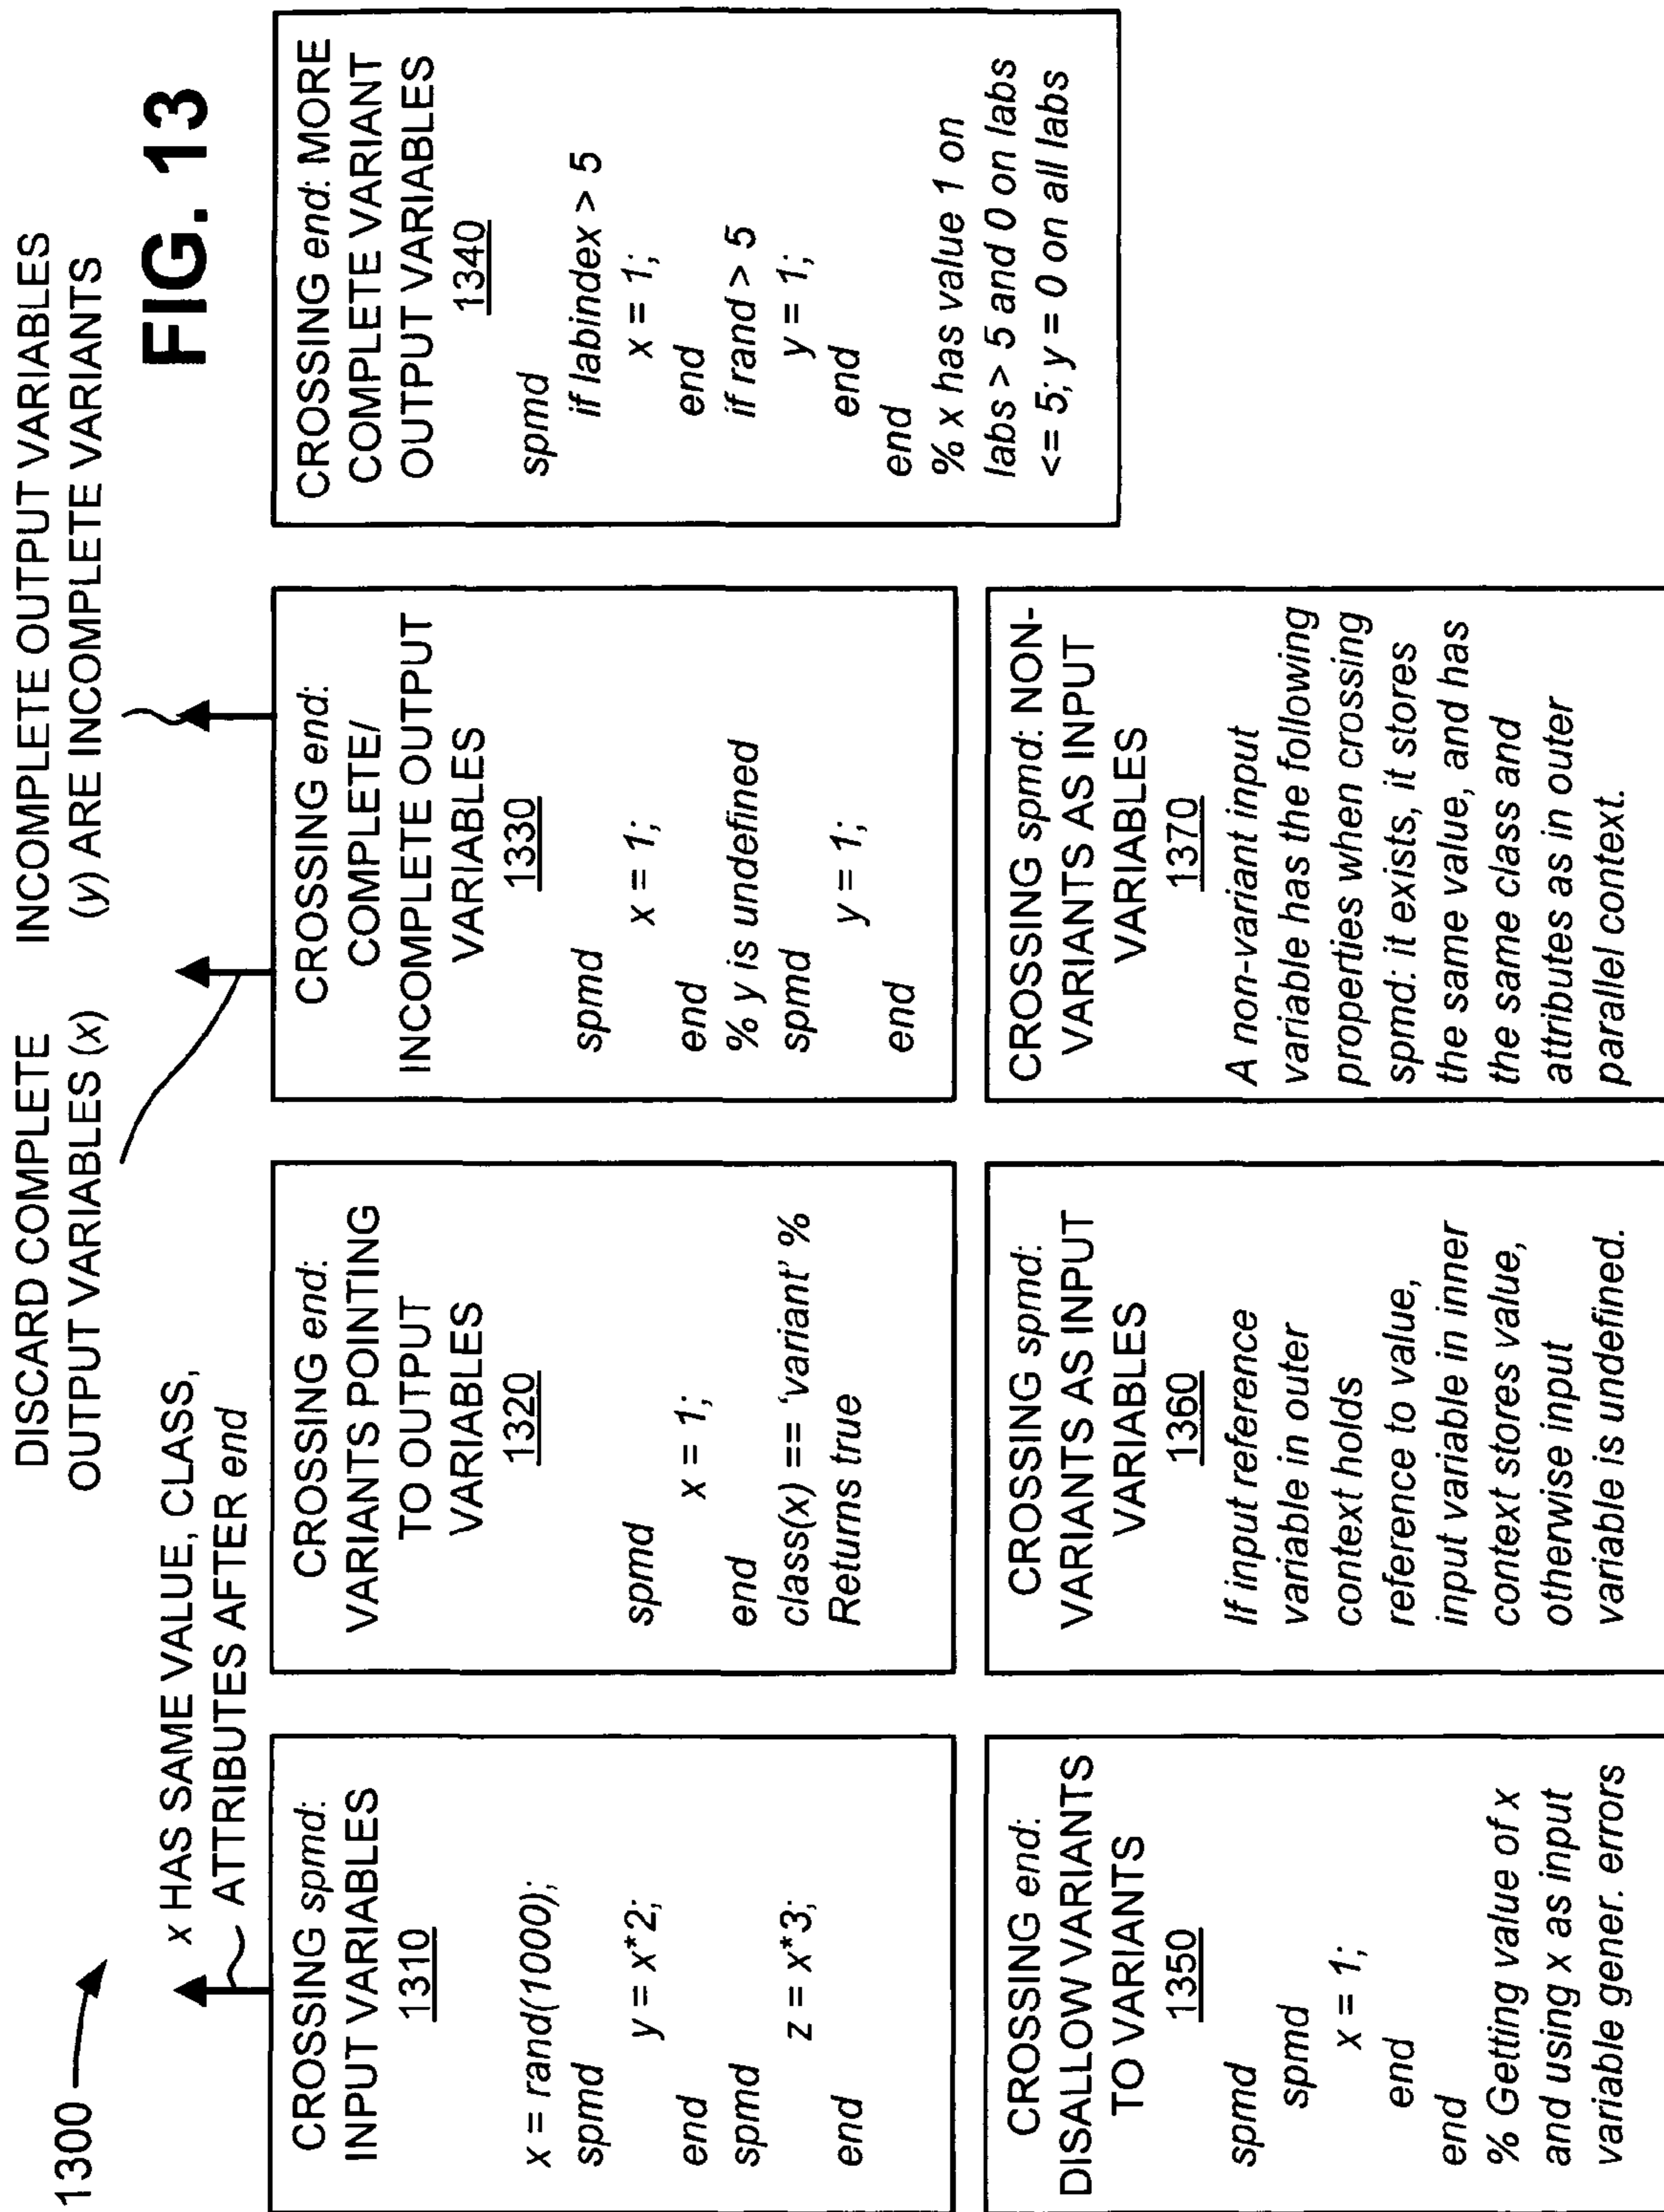 1300
x HAS SAME VALUE, CLASS,
ATTRIBUTES AFTER end
DISCARD COMPLETE
OUTPUT VARIABLES (x)
INCOMPLETE OUTPUT VARIABLES
(y) ARE INCOMPLETE VARIANTS
FIG. 13
CROSSING spmd:
INPUT VARIABLES
1310
x = rand(1000);
spmd
y = x*2;
end
spmd
z = x*3;
end
CROSSING end:
VARIANTS POINTING
TO OUTPUT
VARIABLES
1320
spmd
x = 1;
end
class(x) == 'variant' %
Returns true
CROSSING end:
COMPLETE/
INCOMPLETE OUTPUT
VARIABLES
1330
spmd
x = 1;
end
% y is undefined
spmd
y = 1;
end
CROSSING end: MORE
COMPLETE VARIANT
OUTPUT VARIABLES
1340
spmd
if labindex > 5
x = 1;
end
if rand > 5
y = 1;
end
end
% x has value 1 on
labs > 5 and 0 on labs
<= 5; y = 0 on all labs
CROSSING end:
DISALLOW VARIANTS
TO VARIANTS
1350
spmd
spmd
x = 1;
end
end
% Getting value of x
and using x as input
variable gener. errors
CROSSING spmd:
VARIANTS AS INPUT
VARIABLES
1360
If input reference
variable in outer
context holds
reference to value,
input variable in inner
context stores value,
otherwise input
variable is undefined.
CROSSING spmd: NON-
VARIANTS AS INPUT
VARIABLES
1370
A non-variant input
variable has the following
properties when crossing
spmd: it exists, it stores
the same value, and has
the same class and
attributes as in outer
parallel context.